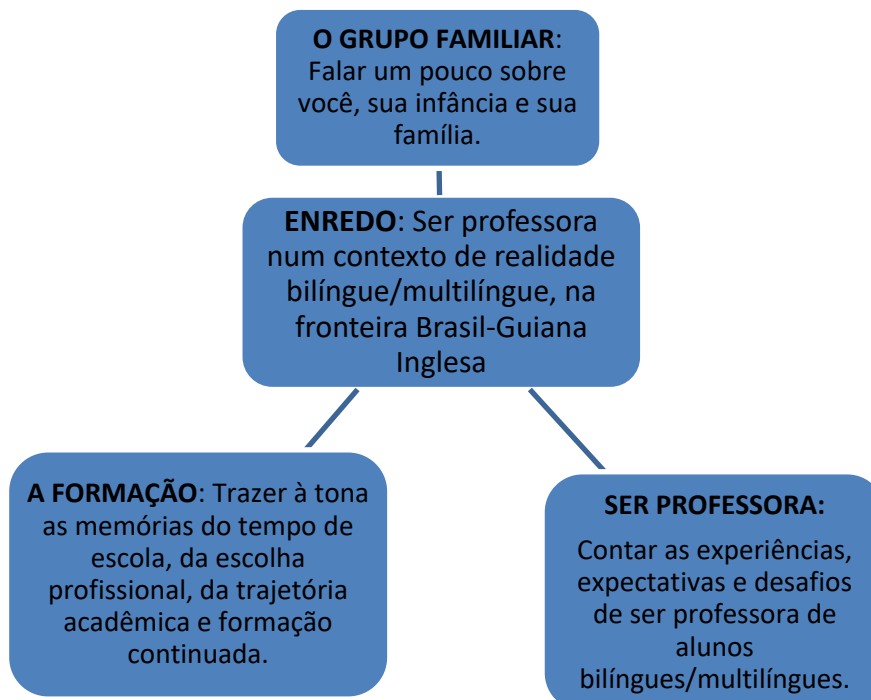 O GRUPO FAMILIAR:
Falar um pouco sobre
você, sua infância e sua
família.
ENREDO: Ser professora
num contexto de realidade
bilíngue/multilíngue, na
fronteira Brasil-Guiana
Inglesa
A FORMAÇÃO: Trazer à tona
as memórias do tempo de
escola, da escolha
profissional, da trajetória
acadêmica e formação
continuada.
SER PROFESSORA:
Contar as experiências,
expectativas e desafios
de ser professora de
alunos
bilíngues/multilíngues.